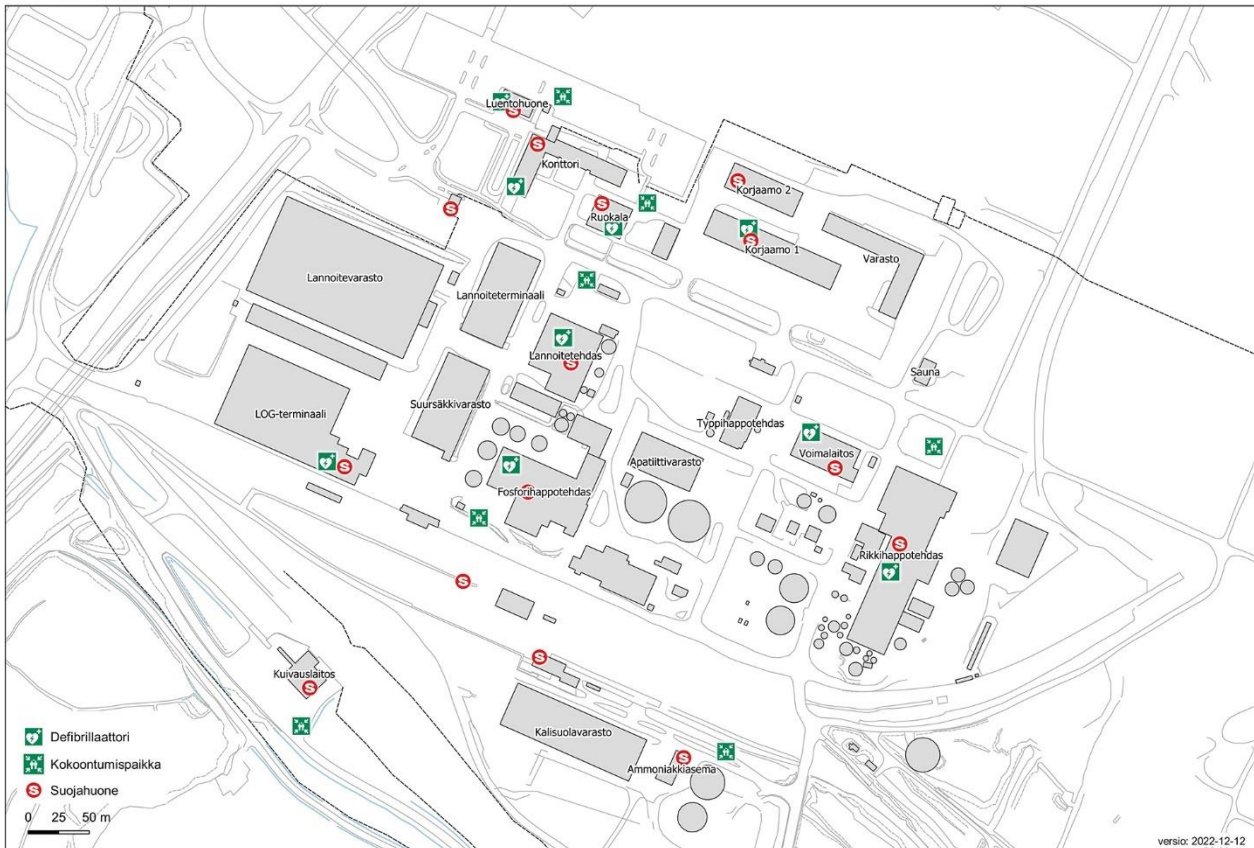 Luentohuone
Konttori
Korjaamo 2
Ruokala
Korjaamo 1
Varasto
Lannoitevarasto
Lannoiteterminaali
Lannoitetehdas
Sauna
LOG-terminaali
Suursäkkivarasto
Typpihappotehdas
Voimalaitos
Apatiittivarasto
Fosforihappotehdas
Rikkihappotehdas
Kuivauslaitos
Kalisuolavarasto
Ammoniakkiasema
Defibrillaattori
Kokoontumispaikka
S Suojahuone
0 25 50 m
versio: 2022-12-12